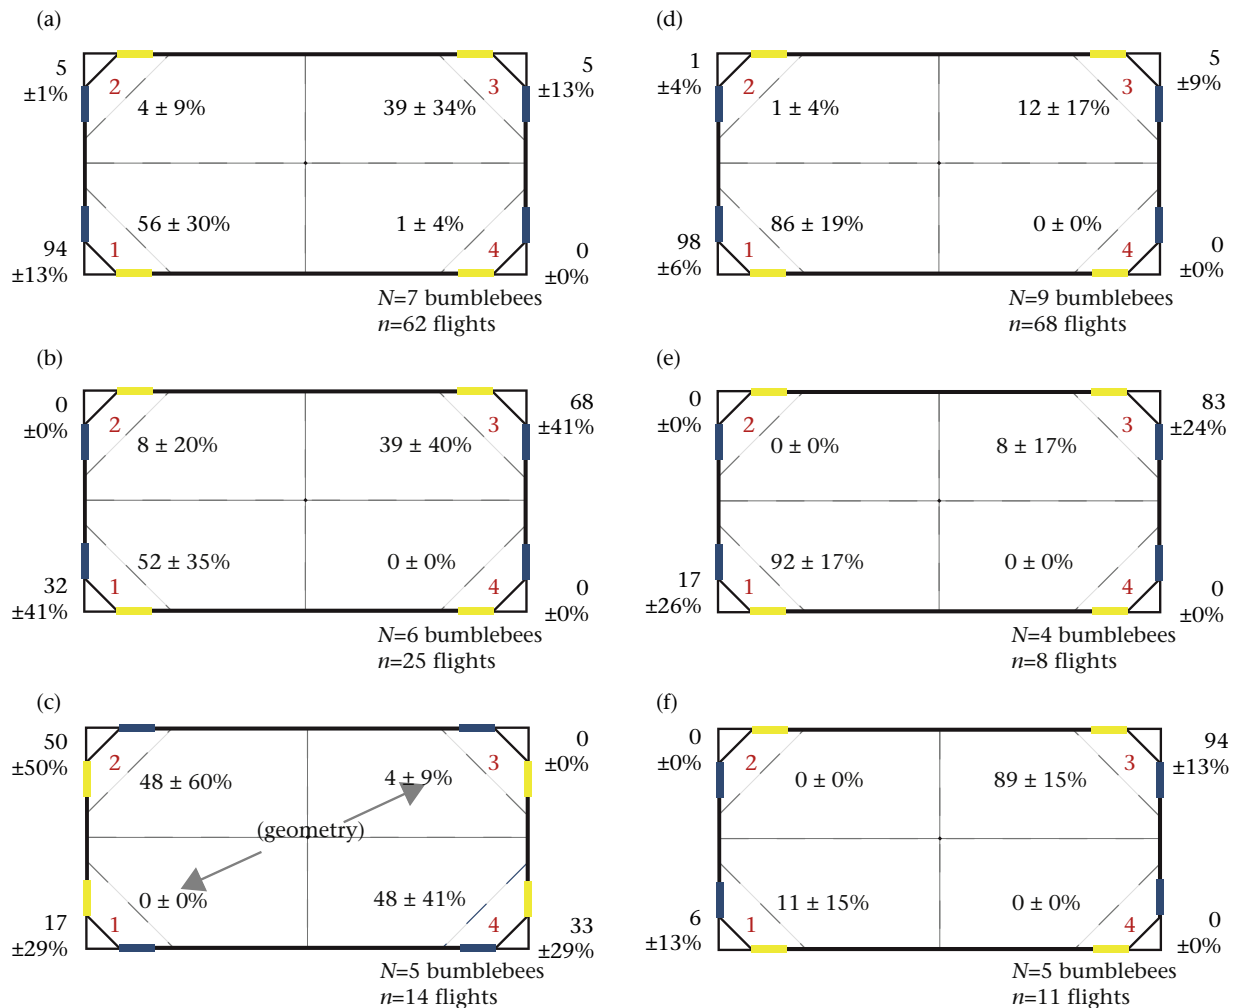 (a)
5
±1%
2
4 ± 9%
39 ± 34%
3
5
±13%
56 ± 30%
1 ± 4%
94
±13%
1
4
0
±0%
N=7 bumblebees
n=62 flights
(b)
0
±0%
2
8 ± 20%
39 ± 40%
3
68
±41%
52 ± 35%
0 ± 0%
32
±41%
1
4
0
±0%
N=6 bumblebees
n=25 flights
(c)
50
±50%
2
48 ± 60%
4 ± 9%
3
0
±0%
(geometry)
0 ± 0%
48 ± 41%
17
±29%
1
4
33
±29%
N=5 bumblebees
n=14 flights
(d)
1
±4%
2
1 ± 4%
12 ± 17%
3
5
±9%
86 ± 19%
0 ± 0%
98
±6%
1
4
0
±0%
N=9 bumblebees
n=68 flights
(e)
0
±0%
2
0 ± 0%
8 ± 17%
3
83
±24%
92 ± 17%
0 ± 0%
17
±26%
1
4
0
±0%
N=4 bumblebees
n=8 flights
(f)
0
±0%
2
0 ± 0%
89 ± 15%
3
94
±13%
11 ± 15%
0 ± 0%
6
±13%
1
4
0
±0%
N=5 bumblebees
n=11 flights